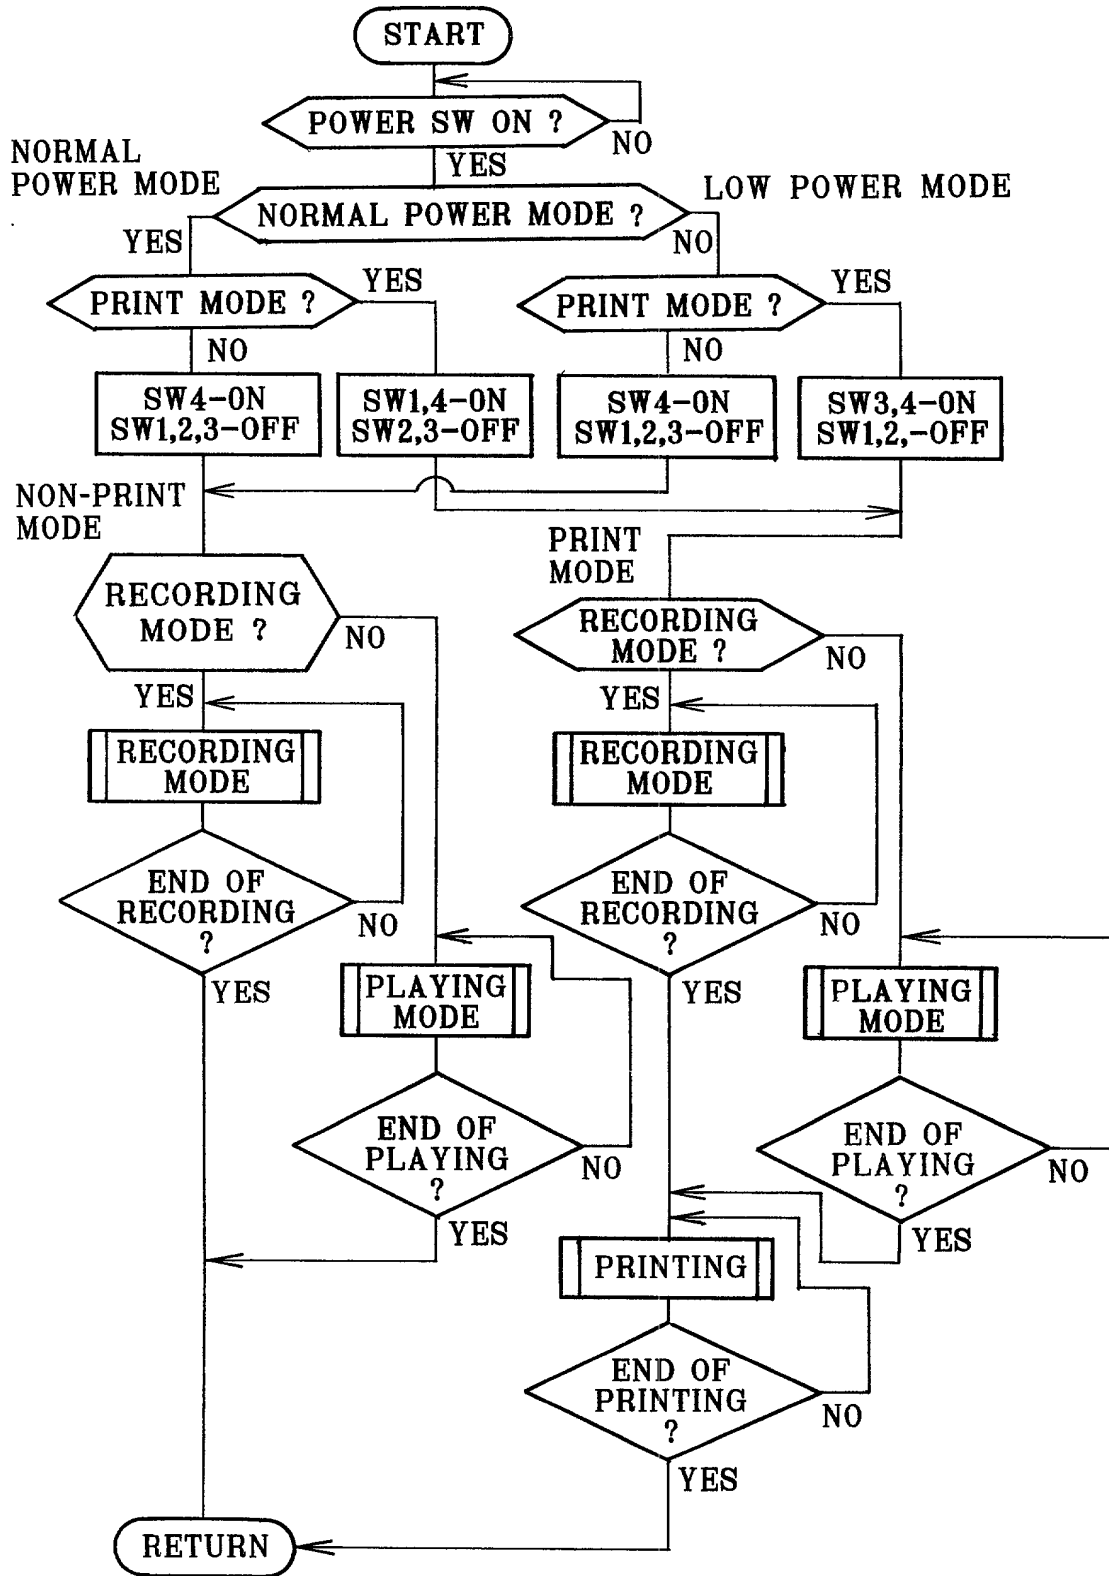 START
POWER SW ON ?
NO
YES
NORMAL
POWER MODE
LOW POWER MODE
NORMAL POWER MODE ?
YES
NO
PRINT MODE ?
YES
NO
PRINT MODE ?
YES
NO
SW4-ON
SW1,2,3-OFF
SW1,4-ON
SW2,3-OFF
SW4-ON
SW1,2,3-OFF
SW3,4-ON
SW1,2,-OFF
NON-PRINT
MODE
PRINT
MODE
RECORDING
MODE ?
NO
YES
RECORDING
MODE ?
NO
YES
RECORDING
MODE
RECORDING
MODE
END OF
RECORDING
?
NO
YES
END OF
RECORDING
?
NO
YES
PLAYING
MODE
PLAYING
MODE
END OF
PLAYING
?
NO
YES
END OF
PLAYING
?
NO
YES
PRINTING
END OF
PRINTING
?
NO
YES
RETURN